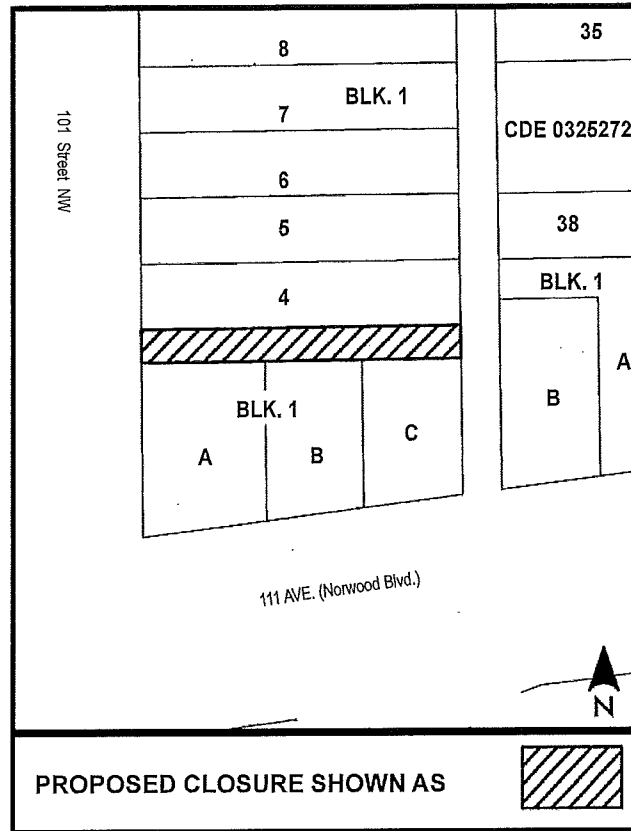 8
35
7
BLK. 1
CDE 0325272
101 Street NW
6
5
38
4
BLK. 1
BLK. 1
A
B
C
B
A
111 AVE. (Norwood Blvd.)
N
PROPOSED CLOSURE SHOWN AS